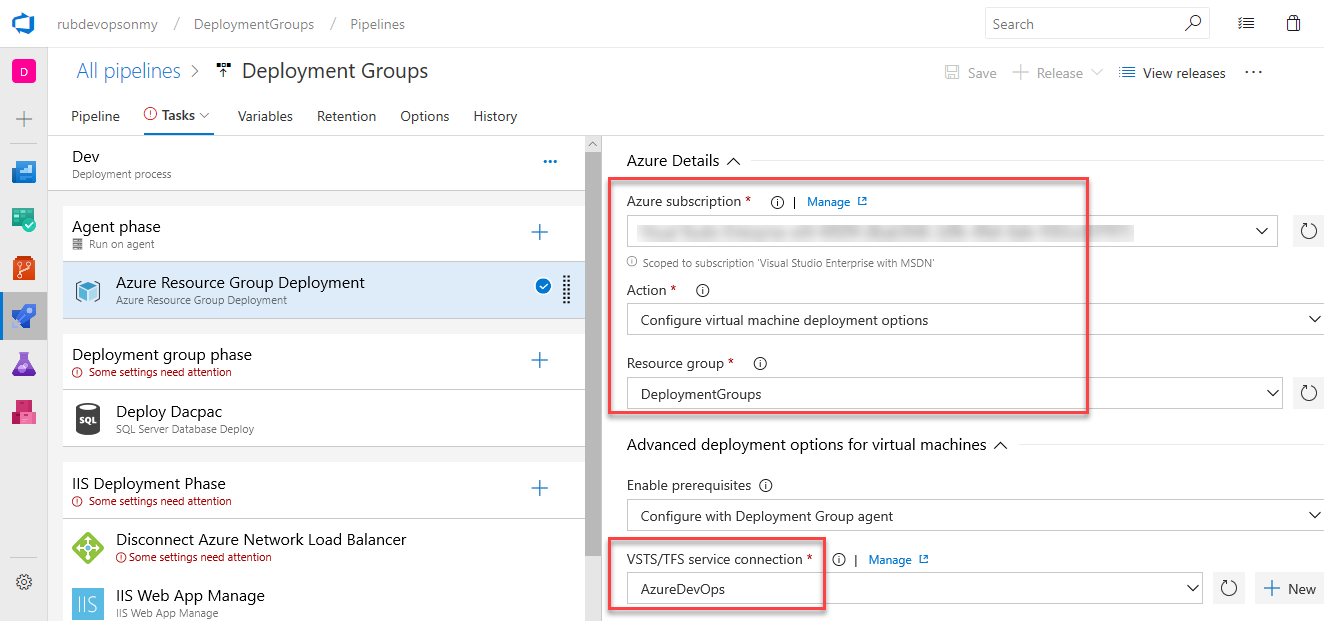 rubdevopsonmy / DeploymentGroups / Pipelines
Search
D
All pipelines > Deployment Groups
Save
Release
View releases
Pipeline
Tasks
Variables
Retention
Options
History
Dev
Deployment process
Agent phase
Run on agent
Azure Resource Group Deployment
Azure Resource Group Deployment
Deployment group phase
Some settings need attention
Deploy Dacpac
SQL
SQL Server Database Deploy
IIS Deployment Phase
Some settings need attention
Disconnect Azure Network Load Balancer
Some settings need attention
IIS Web App Manage
IIS
IIS Web App Manage
Azure Details
Azure subscription * | Manage
Scoped to subscription 'Visual Studio Enterprise with MSDN'
Action *
Configure virtual machine deployment options
Resource group *
DeploymentGroups
Advanced deployment options for virtual machines
Enable prerequisites
Configure with Deployment Group agent
VSTS/TFS service connection * | Manage
AzureDevOps
New